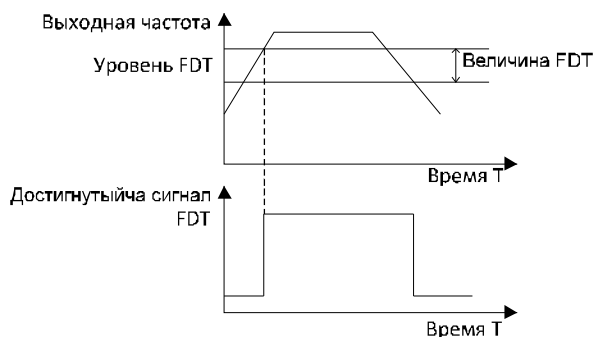 Выходная частота
Уровень FDT
Величина FDT
Время T
Достигнутыйча сигнал
FDT
Время T